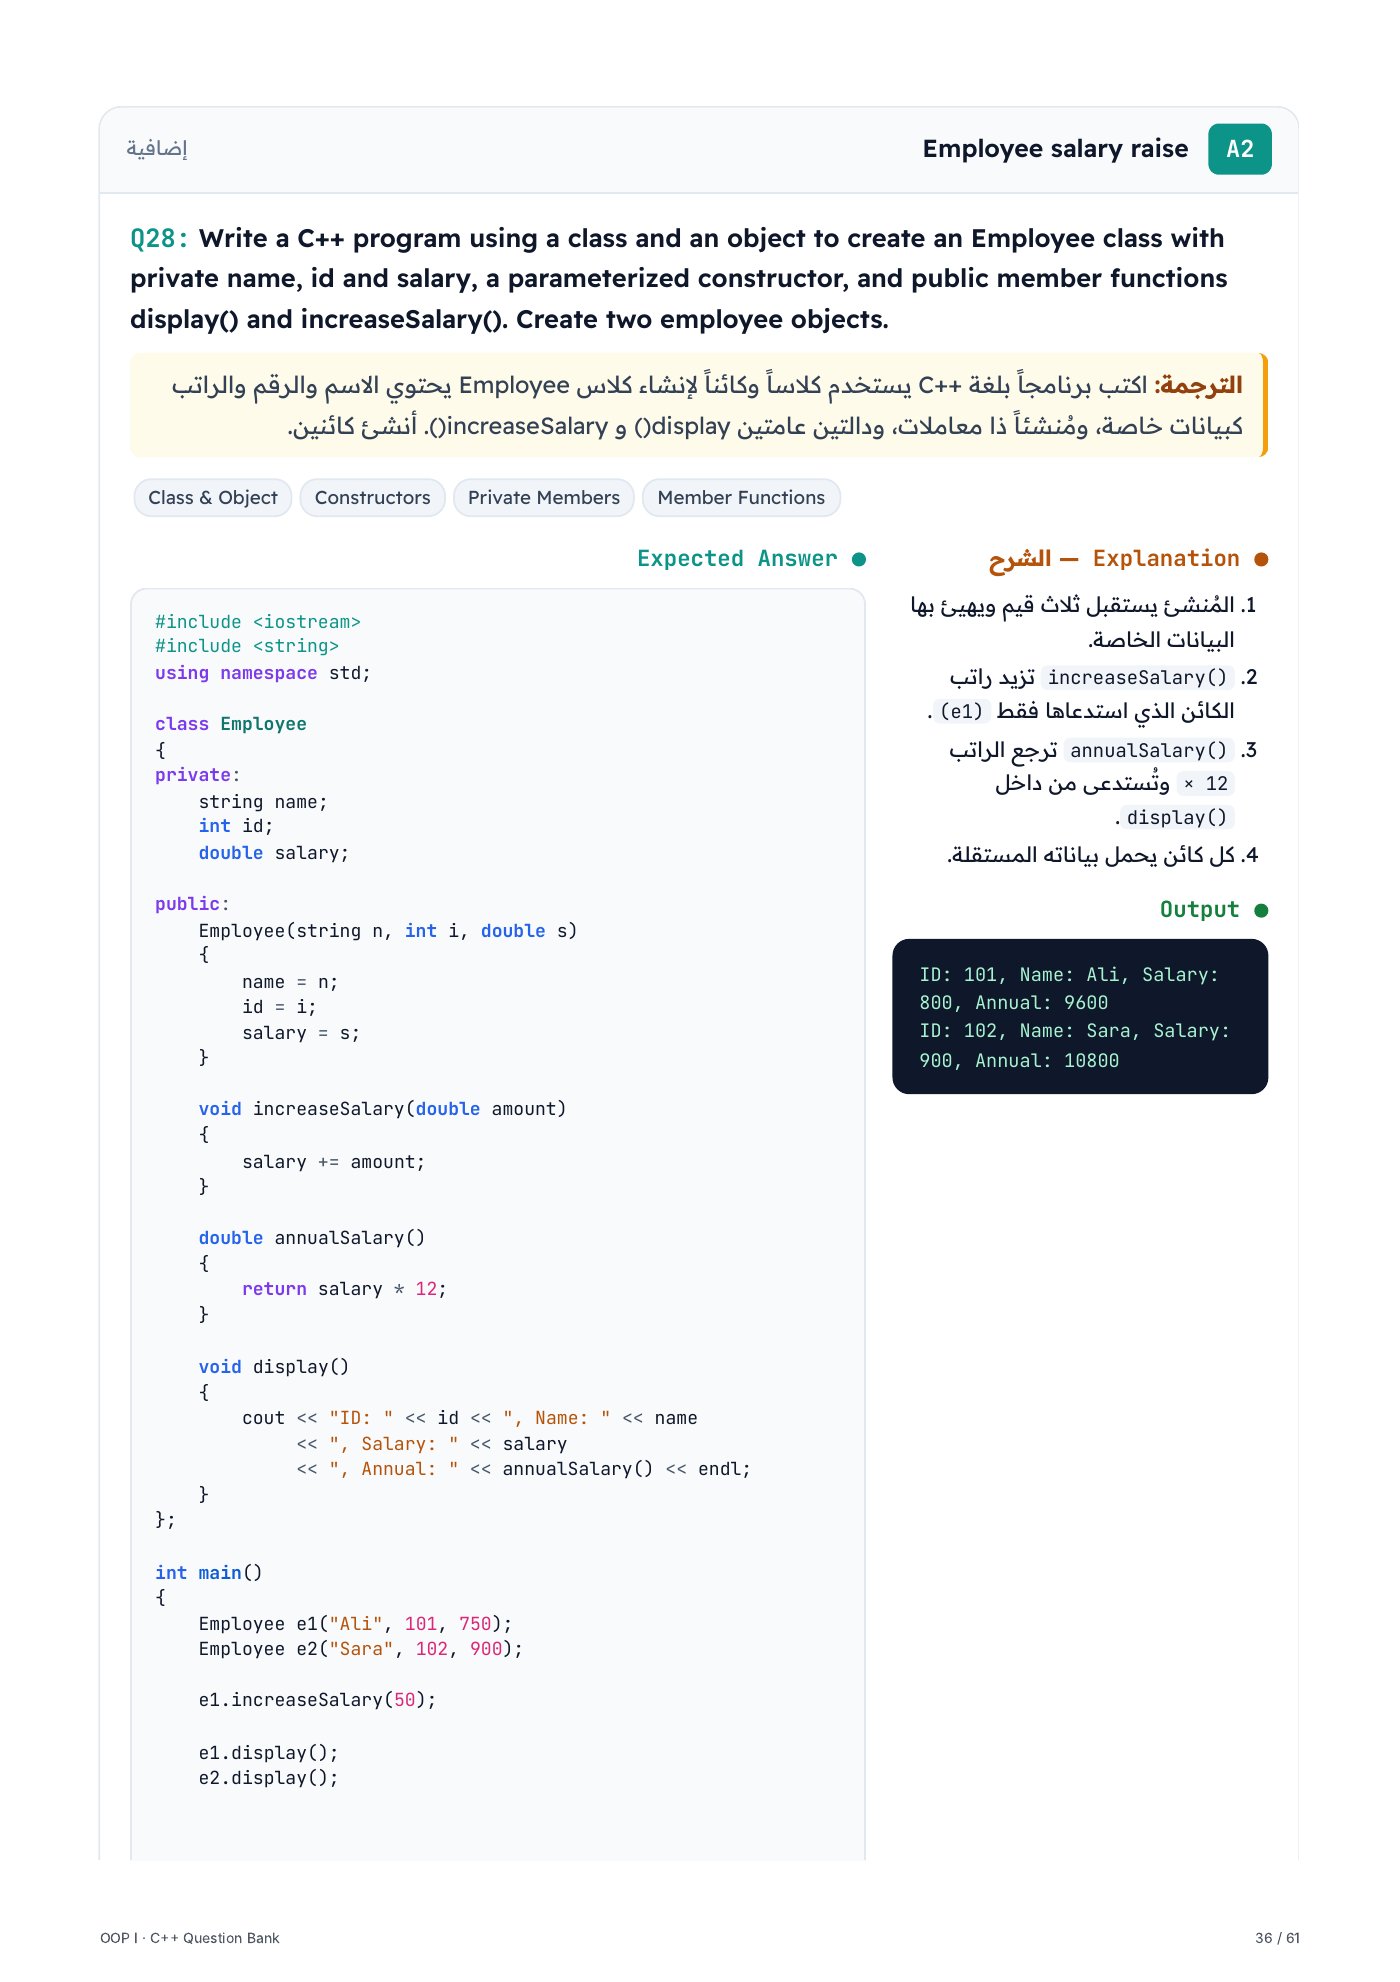 إضافية
Employee salary raise A2
Q28: Write a C++ program using a class and an object to create an Employee class with
private name, id and salary, a parameterized constructor, and public member functions
display() and increaseSalary(). Create two employee objects.
الترجمة: اكتب برنامجاً بلغة C++ يستخدم كلاساً وكائناً لإنشاء كلاس Employee يحتوي الاسم والرقم والراتب
كبيانات خاصة، ومُنشئاً ذا معاملات، ودالتين عامتين display() و increaseSalary(). أنشئ كائنين.
Class & Object Constructors Private Members Member Functions
Expected Answer
#include <iostream>
#include <string>
using namespace std;
class Employee
{
private:
    string name;
    int id;
    double salary;
public:
    Employee(string n, int i, double s)
    {
        name = n;
        id = i;
        salary = s;
    }
    void increaseSalary(double amount)
    {
        salary += amount;
    }
    double annualSalary()
    {
        return salary * 12;
    }
    void display()
    {
        cout << "ID: " << id << ", Name: " << name
             << ", Salary: " << salary
             << ", Annual: " << annualSalary() << endl;
    }
};
int main()
{
    Employee e1("Ali", 101, 750);
    Employee e2("Sara", 102, 900);
    e1.increaseSalary(50);
    e1.display();
    e2.display();
Explanation — الشرح
1. المُنشئ يستقبل ثلاث قيم ويهيئ بها
البيانات الخاصة.
2. increaseSalary() تزيد راتب
الكائن الذي استدعاها فقط (e1).
3. annualSalary() ترجع الراتب
× 12 وتُستدعى من داخل
display().
4. كل كائن يحمل بياناته المستقلة.
Output
ID: 101, Name: Ali, Salary:
800, Annual: 9600
ID: 102, Name: Sara, Salary:
900, Annual: 10800
OOP I · C++ Question Bank
36 / 61